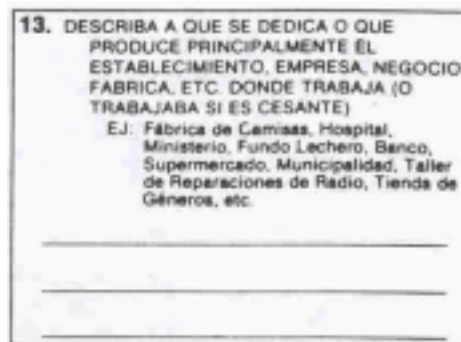 13. DESCRIBA A QUE SE DEDICA O QUE
PRODUCE PRINCIPALMENTE EL
ESTABLECIMIENTO, EMPRESA, NEGOCIO
FABRICA, ETC. DONDE TRABAJA (O
TRABAJABA SI ES CESANTE)
EJ: Fábrica de Camisas, Hospital,
Ministerio, Fundo Lechero, Banco,
Supermercado, Municipalidad, Taller
de Reparaciones de Radio, Tienda de
Géneros, etc.